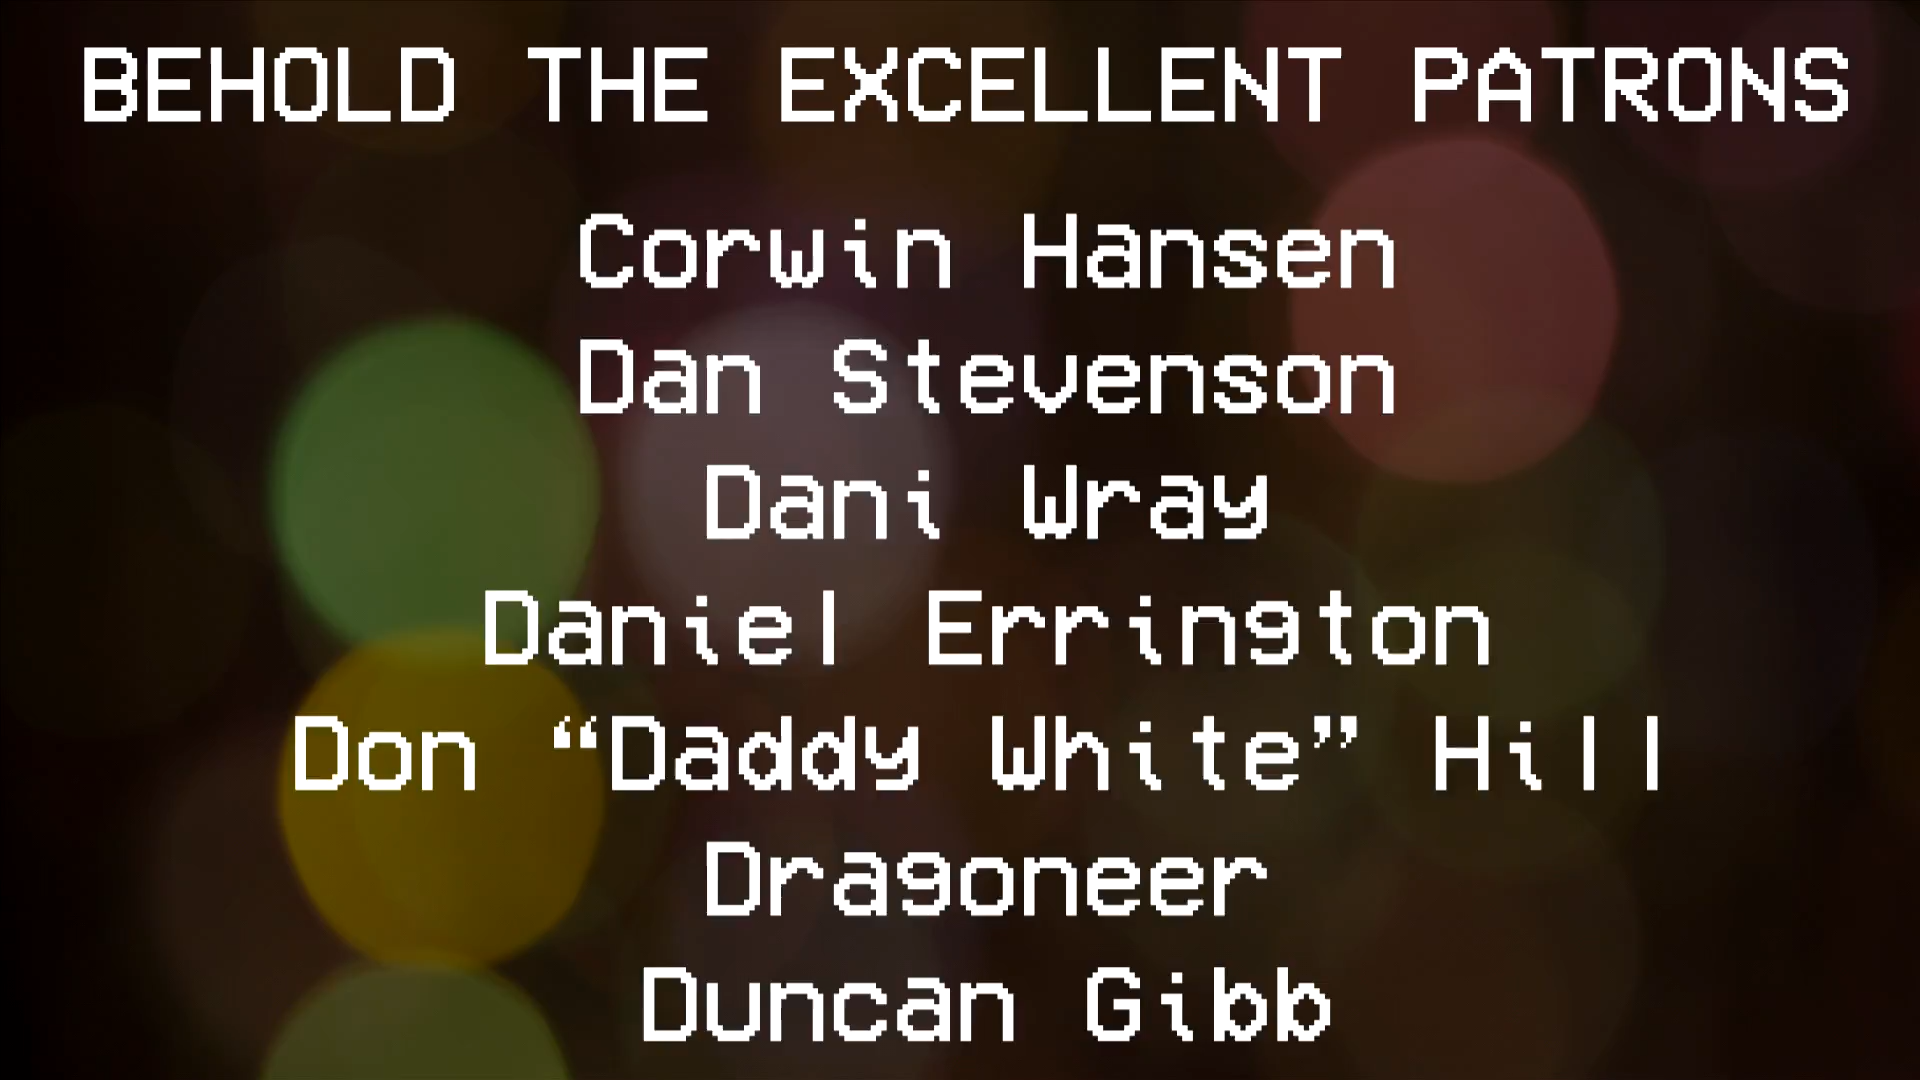 BEHOLD THE EXCELLENT PATRONS
Corwin Hansen
Dan Stevenson
Dani Wray
Daniel Errington
Don “Daddy White” Hill
Dragoneer
Duncan Gibb